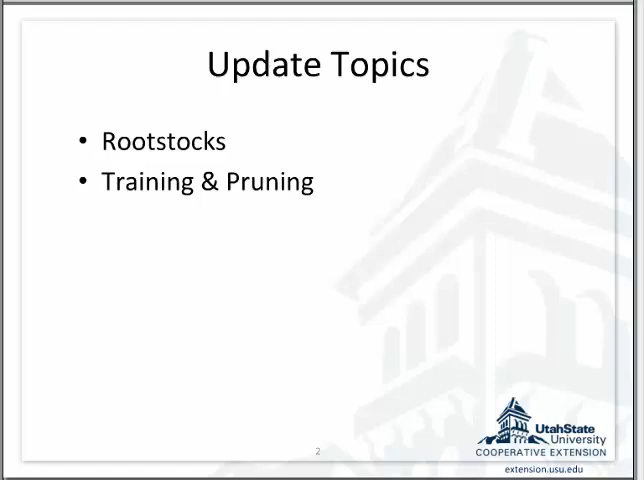 Update Topics
• Rootstocks
• Training & Pruning
2
UtahState
University
COOPERATIVE EXTENSION
extension.usu.edu